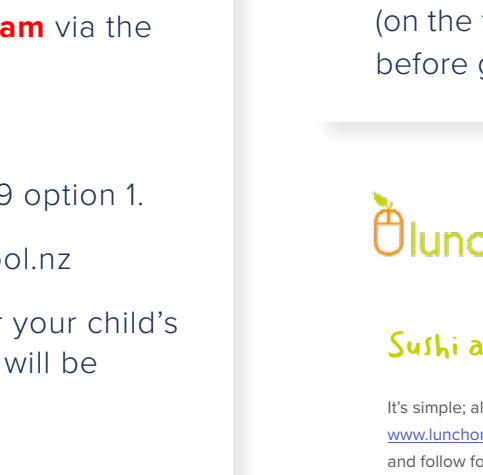 am via the
9 option 1.
ol.nz
your child's
will be
(on the
before
lunc
Sushi a
It's simple; al
www.lunchor
and follow fo